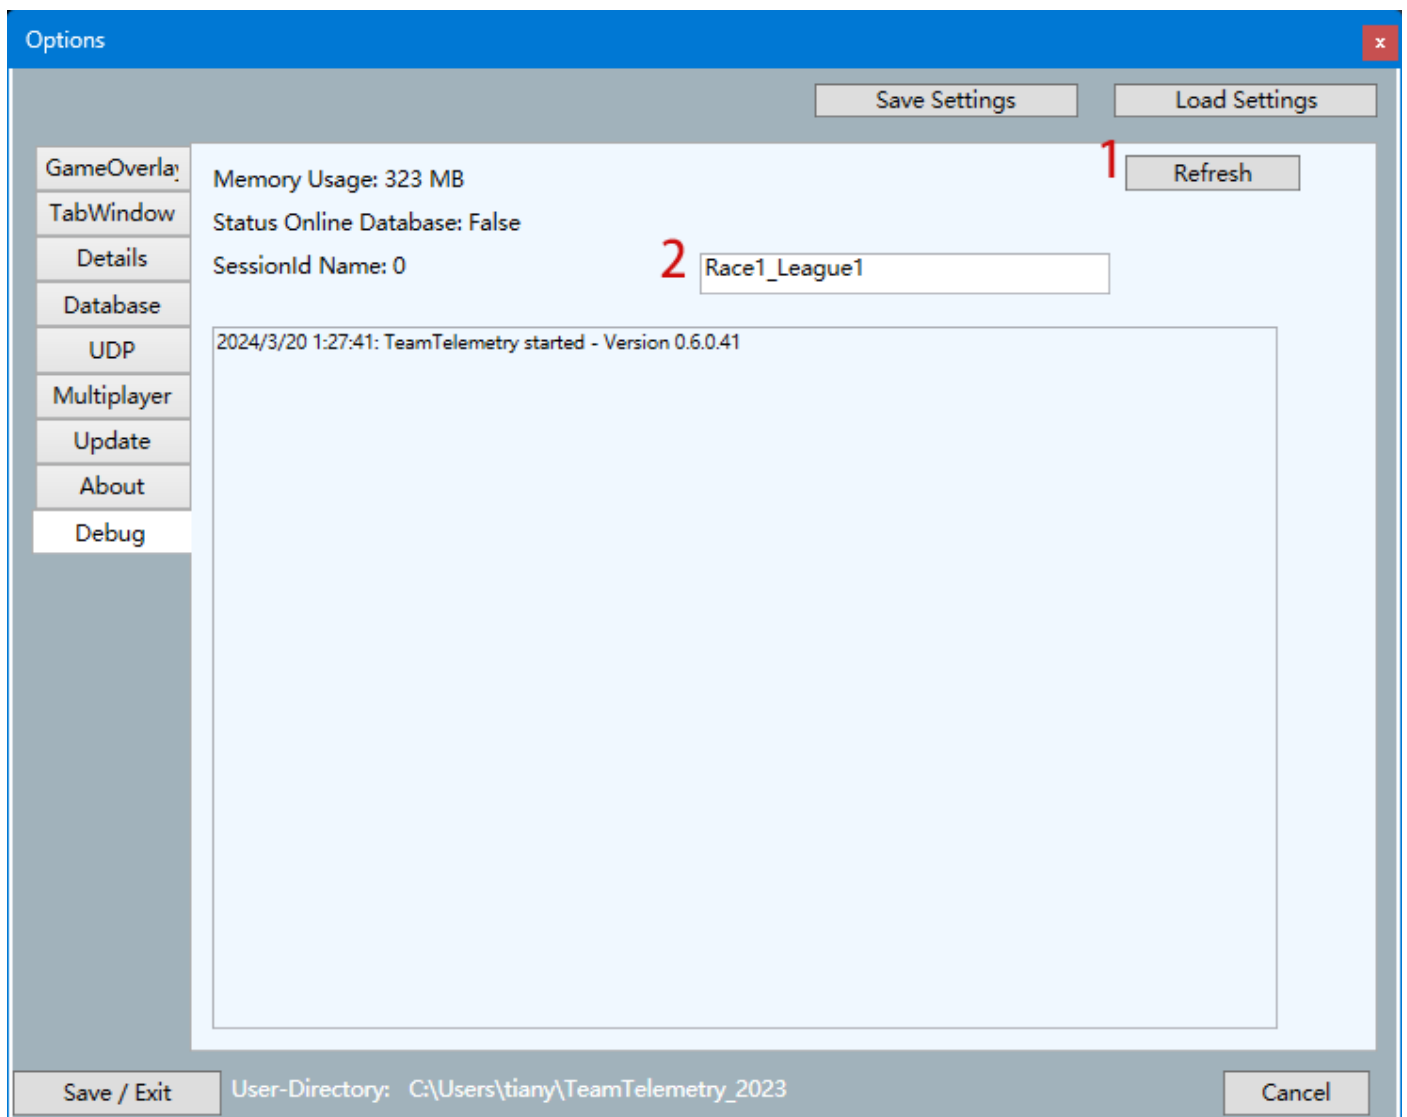 Options
x
Save Settings
Load Settings
1
Refresh
GameOverlay
Memory Usage: 323 MB
TabWindow
Status Online Database: False
Details
SessionId Name: 0
2
Race1_League1
Database
2024/3/20 1:27:41: TeamTelemetry started - Version 0.6.0.41
UDP
Multiplayer
Update
About
Debug
Save / Exit
User-Directory: C:\Users\tiany\TeamTelemetry_2023
Cancel